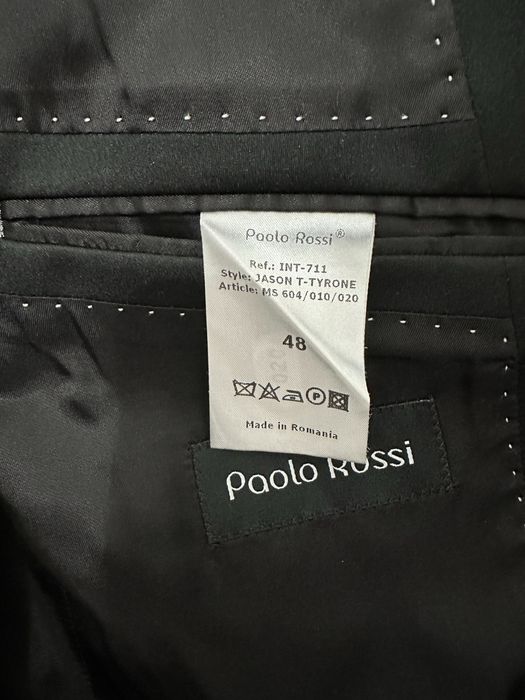 Paolo Rossi®
Ref.: INT-711
Style: JASON T-TYRONE
Article: MS 604/010/020
48
P
Made in Romania
Paolo Rossi